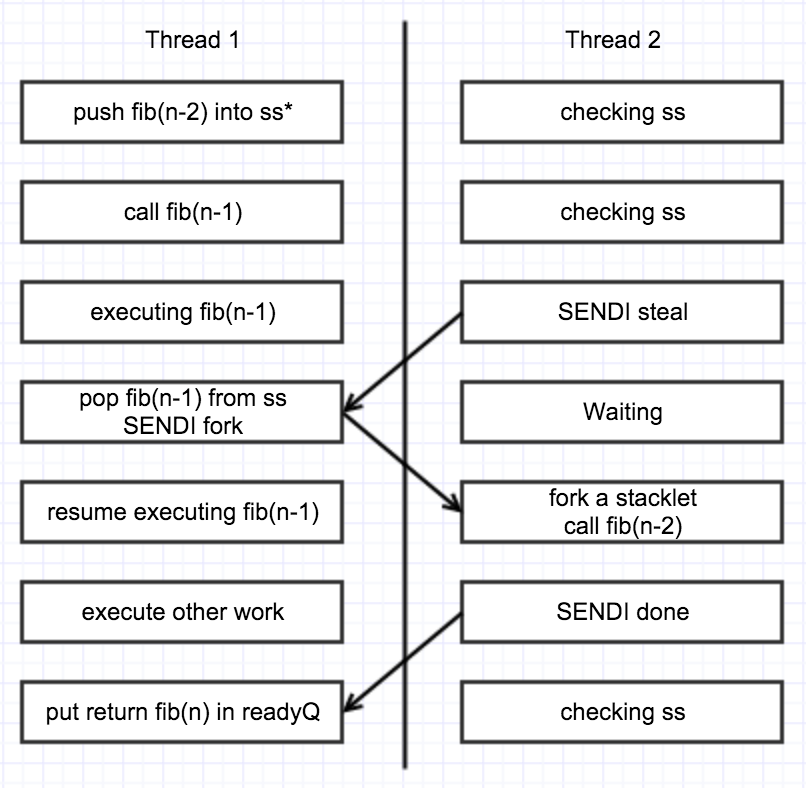 Thread 1
Thread 2
push fib(n-2) into ss*
checking ss
call fib(n-1)
checking ss
executing fib(n-1)
SENDI steal
pop fib(n-1) from ss
SENDI fork
Waiting
resume executing fib(n-1)
fork a stacklet
call fib(n-2)
execute other work
SENDI done
put return fib(n) in readyQ
checking ss